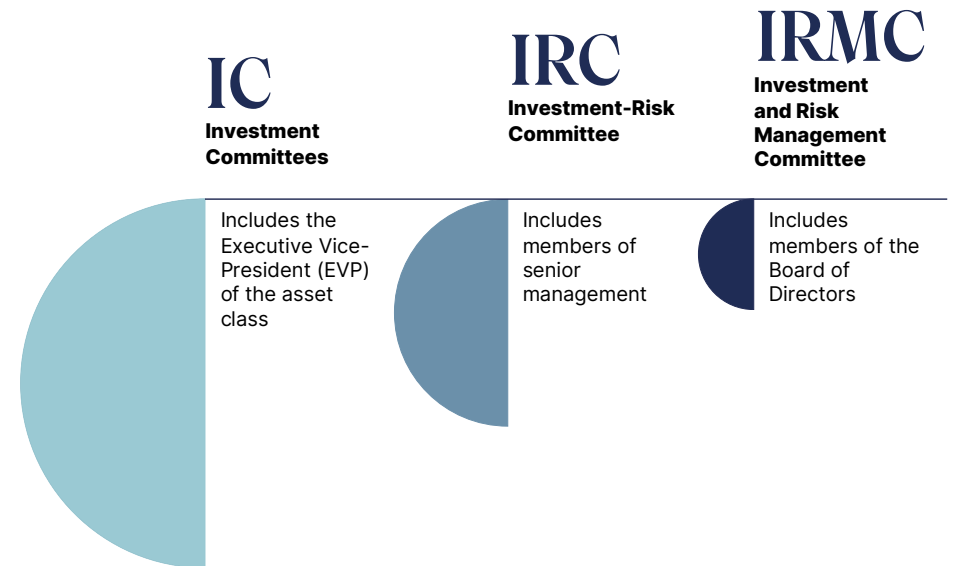 IC
Investment
Committees
Includes the
Executive Vice-
President (EVP)
of the asset
class
IRC
Investment-Risk
Committee
Includes
members of
senior
management
IRMC
Investment
and Risk
Management
Committee
Includes
members of the
Board of
Directors